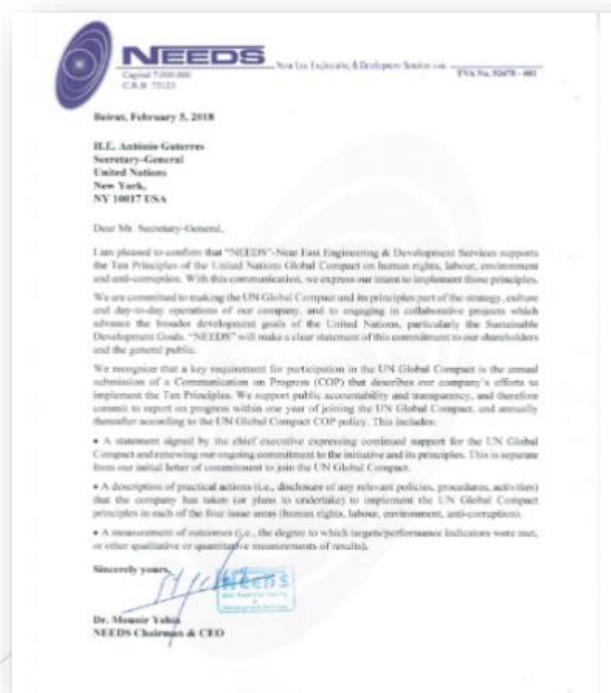 NEEDS
Near East Engineering & Development Services
TVA No. 92678 - 601
Capital 7.000.000
C.R.B 72123
Beirut, February 5, 2018
H.E. António Guterres
Secretary-General
United Nations
New York,
NY 10017 USA
Dear Mr. Secretary-General,
I am pleased to confirm that “NEEDS”-Near East Engineering & Development Services supports
the Ten Principles of the United Nations Global Compact on human rights, labour, environment
and anti-corruption. With this communication, we express our intent to implement those principles.
We are committed to making the UN Global Compact and its principles part of the strategy, culture
and day-to-day operations of our company, and to engaging in collaborative projects which
advance the broader development goals of the United Nations, particularly the Sustainable
Development Goals. “NEEDS” will make a clear statement of this commitment to our shareholders
and the general public.
We recognize that a key requirement for participation in the UN Global Compact is the annual
submission of a Communication on Progress (COP) that describes our company’s efforts to
implement the Ten Principles. We support public accountability and transparency, and therefore
commit to report on progress within one year of joining the UN Global Compact, and annually
thereafter according to the UN Global Compact COP policy. This includes:
• A statement signed by the chief executive expressing continued support for the UN Global
Compact and renewing our ongoing commitment to the initiative and its principles. This is separate
from our initial letter of commitment to join the UN Global Compact.
• A description of practical actions (i.e., disclosure of any relevant policies, procedures, activities)
that the company has taken (or plans to undertake) to implement the UN Global Compact
principles in each of the four issue areas (human rights, labour, environment, anti-corruption).
• A measurement of outcomes (i.e., the degree to which targets/performance indicators were met,
or other qualitative or quantitative measurements of results).
Sincerely yours,
NEEDS
Near East Engineering
&
Development Services
Dr. Mounir Yehia
NEEDS Chairman & CEO